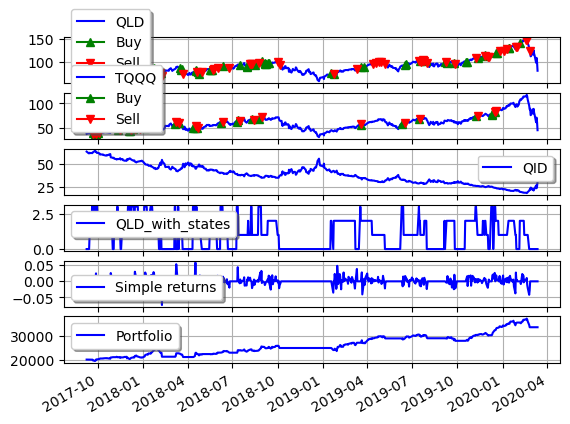 QLD
Buy
Sell
150
100
TQQQ
Buy
Sell
100
50
QID
50
25
QLD_with_states
2.5
0.0
Simple returns
0.05
0.00
−0.05
Portfolio
30000
20000
2017-10
2018-01
2018-04
2018-07
2018-10
2019-01
2019-04
2019-07
2019-10
2020-01
2020-04